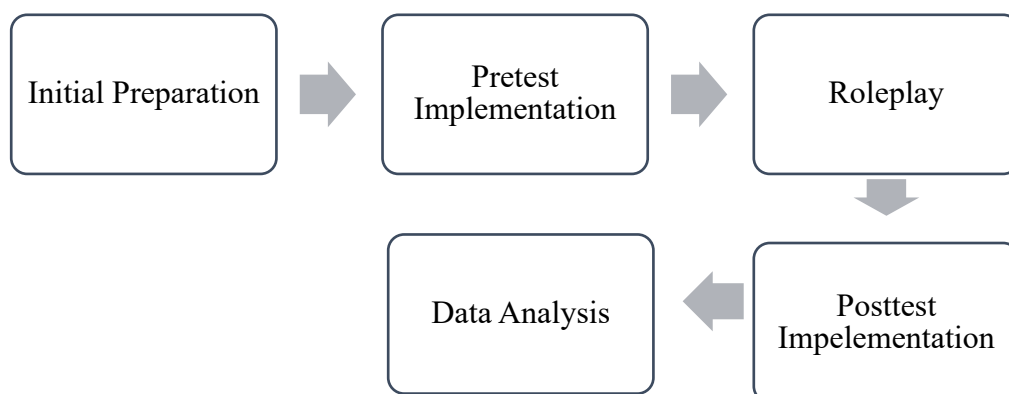 Initial Preparation
Pretest
Implementation
Roleplay
Posttest
Impelementation
Data Analysis